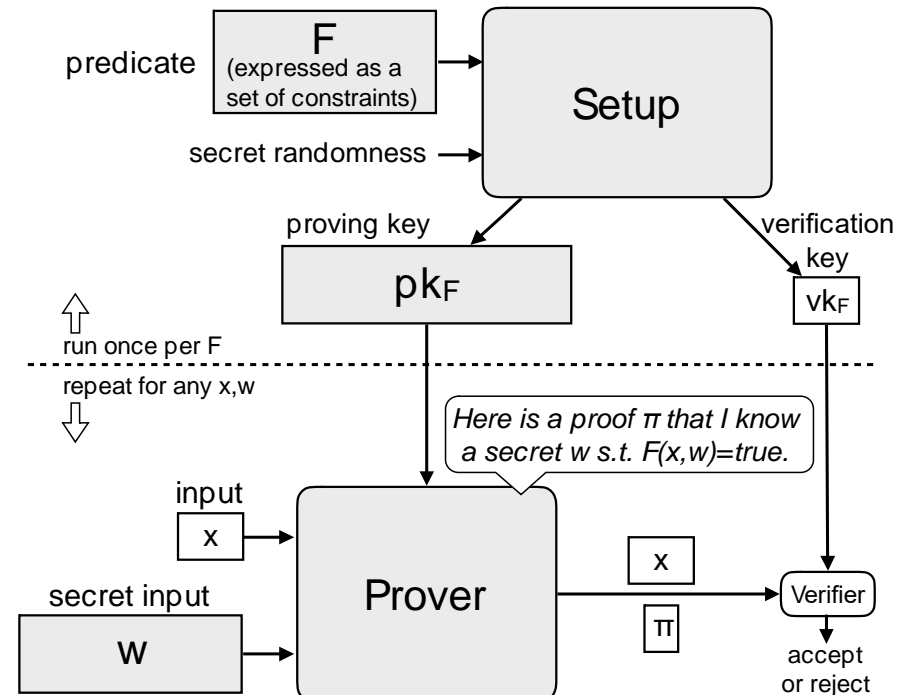 F
predicate
(expressed as a
set of constraints)
Setup
secret randomness
proving key
verification
key
pkF
vkF
run once per F
repeat for any x,w
Here is a proof π that I know
a secret w s.t. F(x,w)=true.
input
x
Prover
x
π
Verifier
secret input
w
accept
or reject